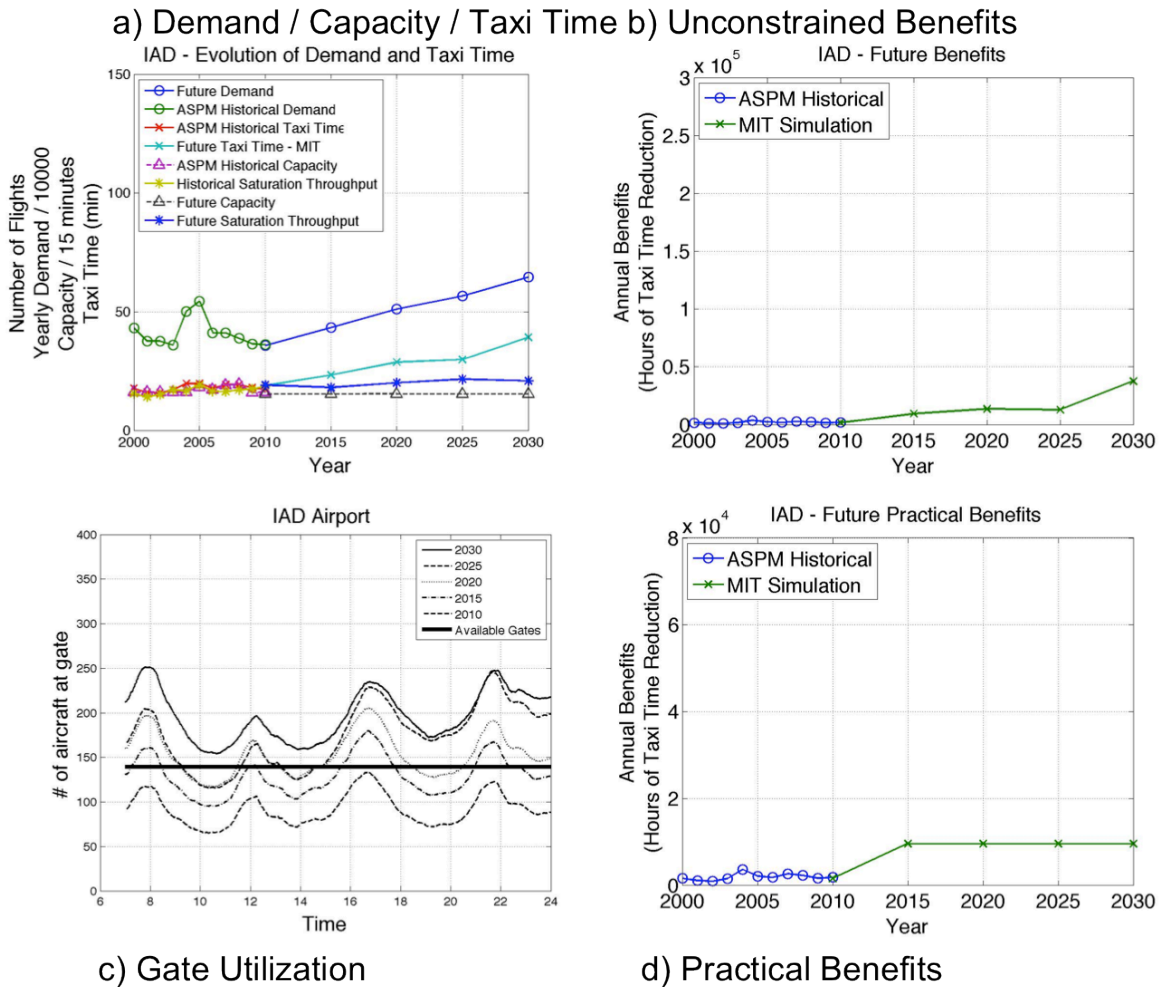 a) Demand / Capacity / Taxi Time b) Unconstrained Benefits
IAD - Evolution of Demand and Taxi Time
150
100
50
0
Number of Flights
Yearly Demand / 10000
Capacity / 15 minutes
Taxi Time (min)
Future Demand
ASPM Historical Demand
ASPM Historical Taxi Time
Future Taxi Time - MIT
ASPM Historical Capacity
Historical Saturation Throughput
Future Capacity
Future Saturation Throughput
2000 2005 2010 2015 2020 2025 2030
Year
IAD - Future Benefits
x 10^5
3
2.5
2
1.5
1
0.5
0
Annual Benefits
(Hours of Taxi Time Reduction)
ASPM Historical
MIT Simulation
2000 2005 2010 2015 2020 2025 2030
Year
IAD Airport
400
350
300
250
200
150
100
50
0
# of aircraft at gate
2030
2025
2020
2015
2010
Available Gates
6 8 10 12 14 16 18 20 22 24
Time
IAD - Future Practical Benefits
x 10^4
8
6
4
2
0
Annual Benefits
(Hours of Taxi Time Reduction)
ASPM Historical
MIT Simulation
2000 2005 2010 2015 2020 2025 2030
Year
c) Gate Utilization
d) Practical Benefits